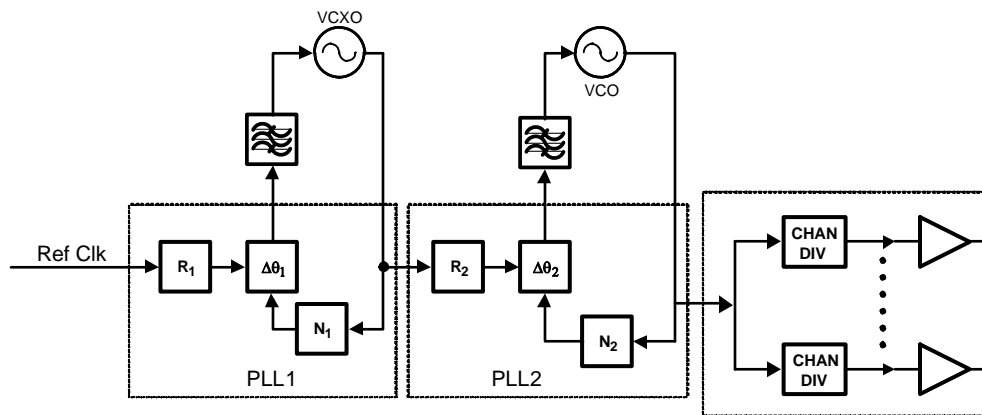 VCXO
VCO
Ref Clk
R1
Δθ1
N1
PLL1
R2
Δθ2
N2
PLL2
CHAN
DIV
CHAN
DIV